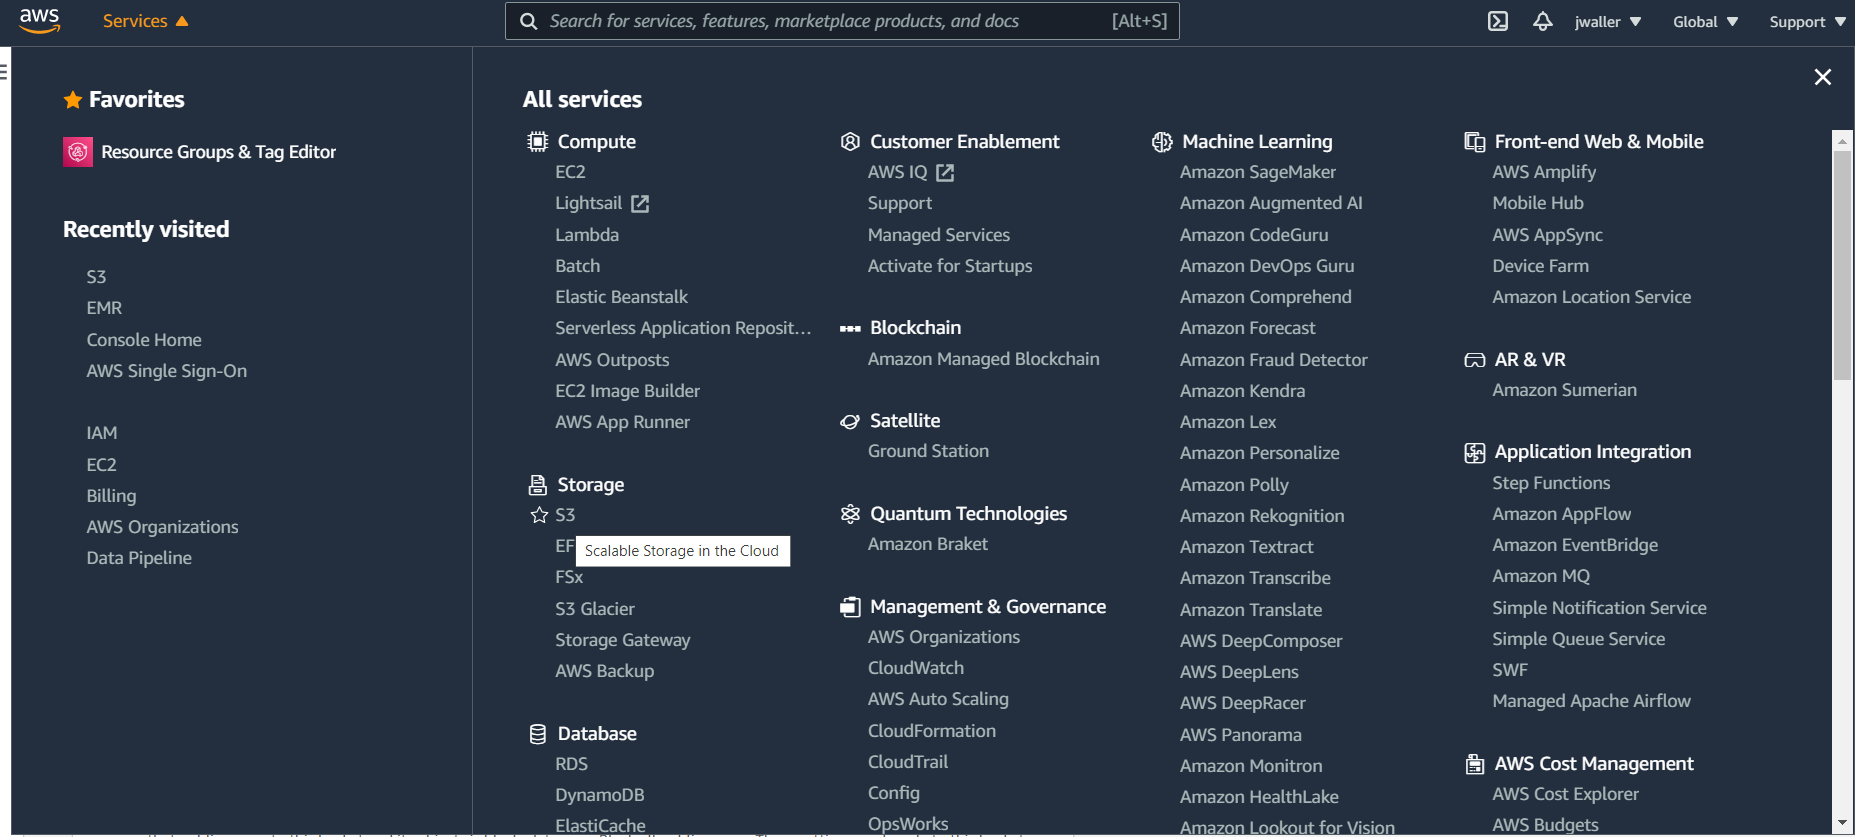 aws
Services
Search for services, features, marketplace products, and docs
[Alt+S]
jwaller
Global
Support
Favorites
Resource Groups & Tag Editor
Recently visited
S3
EMR
Console Home
AWS Single Sign-On
IAM
EC2
Billing
AWS Organizations
Data Pipeline
All services
Compute
EC2
Lightsail
Lambda
Batch
Elastic Beanstalk
Serverless Application Reposit...
AWS Outposts
EC2 Image Builder
AWS App Runner
Storage
S3
EF
Scalable Storage in the Cloud
FSx
S3 Glacier
Storage Gateway
AWS Backup
Database
RDS
DynamoDB
ElastiCache
Customer Enablement
AWS IQ
Support
Managed Services
Activate for Startups
Blockchain
Amazon Managed Blockchain
Satellite
Ground Station
Quantum Technologies
Amazon Braket
Management & Governance
AWS Organizations
CloudWatch
AWS Auto Scaling
CloudFormation
CloudTrail
Config
OpsWorks
Machine Learning
Amazon SageMaker
Amazon Augmented AI
Amazon CodeGuru
Amazon DevOps Guru
Amazon Comprehend
Amazon Forecast
Amazon Fraud Detector
Amazon Kendra
Amazon Lex
Amazon Personalize
Amazon Polly
Amazon Rekognition
Amazon Textract
Amazon Transcribe
Amazon Translate
AWS DeepComposer
AWS DeepLens
AWS DeepRacer
AWS Panorama
Amazon Monitron
Amazon HealthLake
Amazon Lookout for Vision
Front-end Web & Mobile
AWS Amplify
Mobile Hub
AWS AppSync
Device Farm
Amazon Location Service
AR & VR
Amazon Sumerian
Application Integration
Step Functions
Amazon AppFlow
Amazon EventBridge
Amazon MQ
Simple Notification Service
Simple Queue Service
SWF
Managed Apache Airflow
AWS Cost Management
AWS Cost Explorer
AWS Budgets